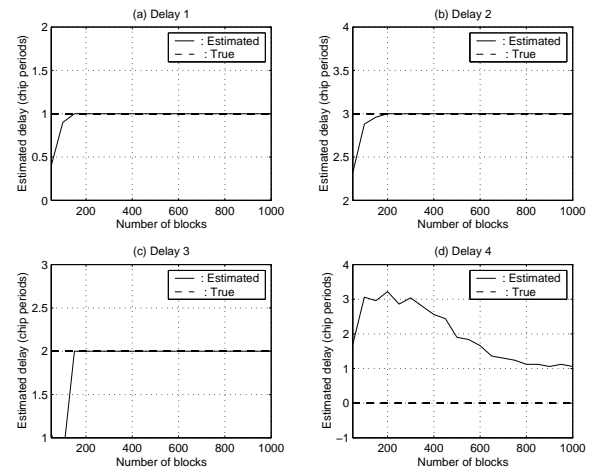 (a) Delay 1
Estimated delay (chip periods)
2
1.5
1
0.5
0
: Estimated
: True
200 400 600 800 1000
Number of blocks
(b) Delay 2
Estimated delay (chip periods)
4
3.5
3
2.5
2
: Estimated
: True
200 400 600 800 1000
Number of blocks
(c) Delay 3
Estimated delay (chip periods)
3
2.5
2
1.5
1
: Estimated
: True
200 400 600 800 1000
Number of blocks
(d) Delay 4
Estimated delay (chip periods)
4
3
2
1
0
−1
: Estimated
: True
200 400 600 800 1000
Number of blocks